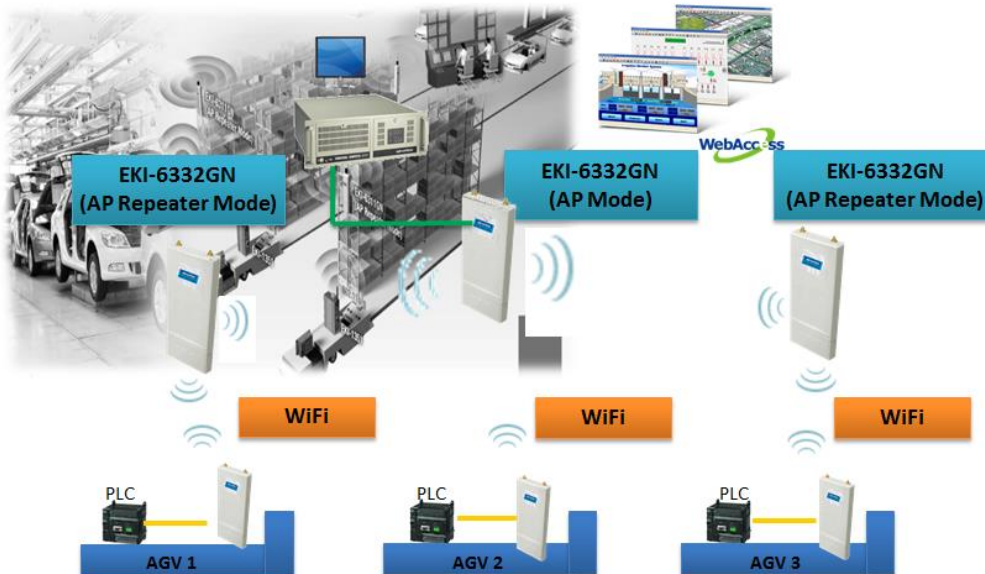 WebAccess
EKI-6332GN
(AP Repeater Mode)
EKI-6332GN
(AP Mode)
EKI-6332GN
(AP Repeater Mode)
WiFi
WiFi
WiFi
PLC
PLC
PLC
AGV 1
AGV 2
AGV 3